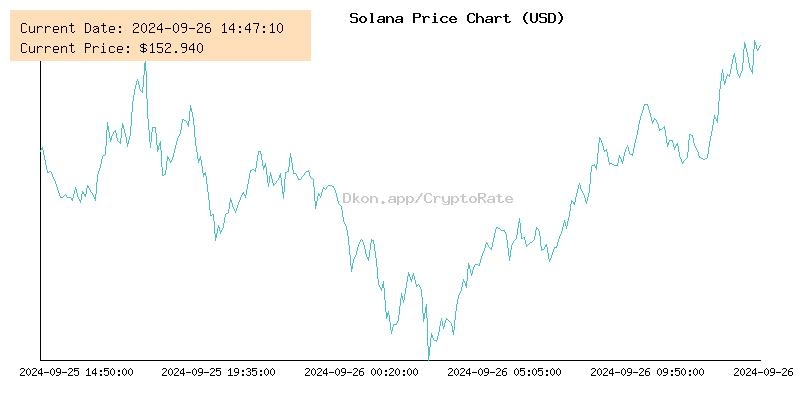 Solana Price Chart (USD)
Current Date: 2024-09-26 14:47:10
Current Price: $152.940
Dkon.app/CryptoRate
2024-09-25 14:50:00 2024-09-25 19:35:00 2024-09-26 00:20:00 2024-09-26 05:05:00 2024-09-26 09:50:00 2024-09-26